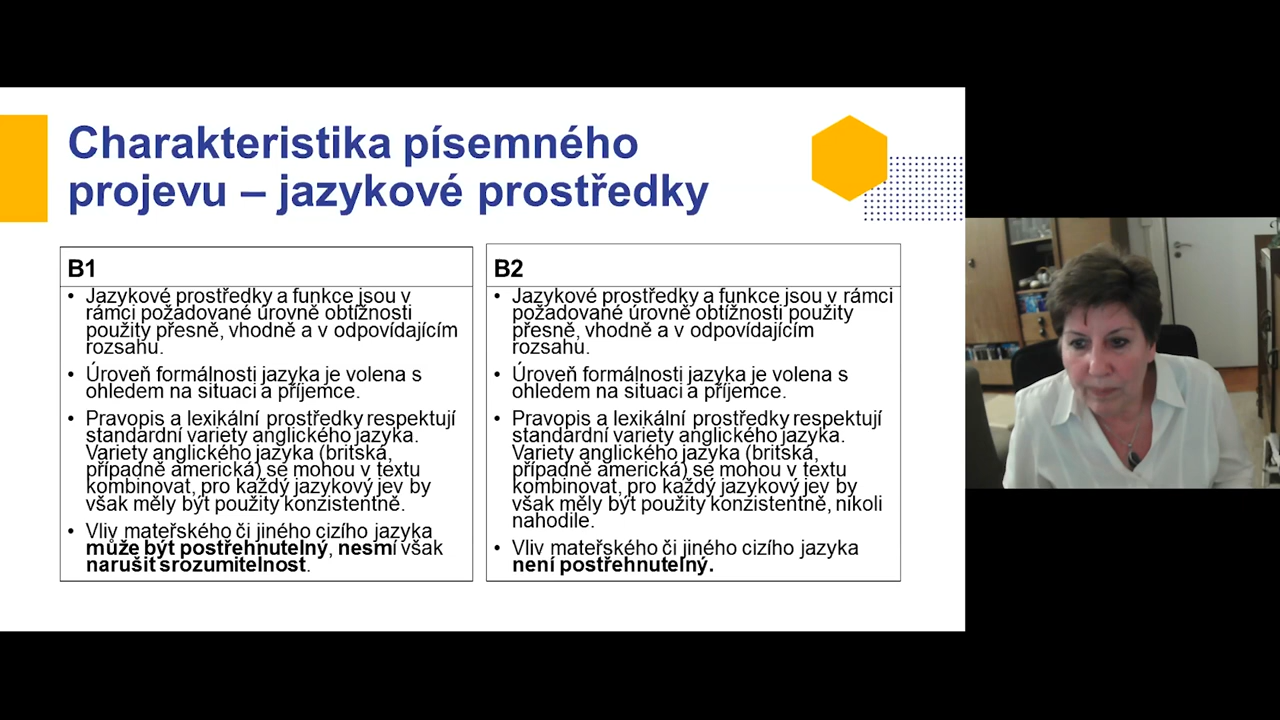 Charakteristika písemného
projevu – jazykové prostředky
B1
• Jazykové prostředky a funkce jsou v
rámci požadované úrovně obtížnosti
použity přesně, vhodně a v odpovídajícím
rozsahu.
• Úroveň formálnosti jazyka je volena s
ohledem na situaci a příjemce.
• Pravopis a lexikální prostředky respektují
standardní variety anglického jazyka.
Variety anglického jazyka (britská,
případně americká) se mohou v textu
kombinovat, pro každý jazykový jev by
však měly být použity konzistentně.
• Vliv mateřského či jiného cizího jazyka
může být postřehnutelný, nesmí však
narušit srozumitelnost.
B2
• Jazykové prostředky a funkce jsou v rámci
požadované úrovně obtížnosti použity
přesně, vhodně a v odpovídajícím
rozsahu.
• Úroveň formálnosti jazyka je volena s
ohledem na situaci a příjemce.
• Pravopis a lexikální prostředky respektují
standardní variety anglického jazyka.
Variety anglického jazyka (britská,
případně americká) se mohou v textu
kombinovat, pro každý jazykový jev by
však měly být použity konzistentně, nikoli
nahodile.
• Vliv mateřského či jiného cizího jazyka
není postřehnutelný.